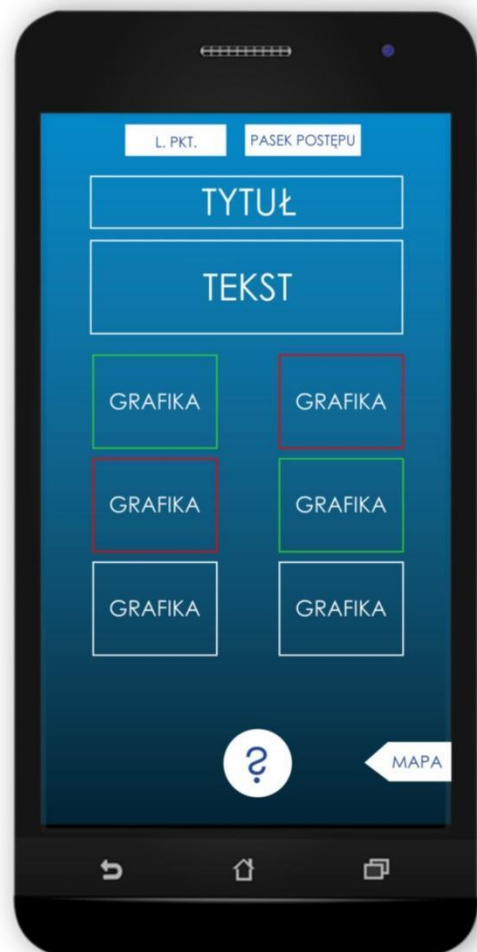 L. PKT. PASEK POSTĘPU
TYTUŁ
TEKST
GRAFIKA GRAFIKA
GRAFIKA GRAFIKA
GRAFIKA GRAFIKA
?
MAPA